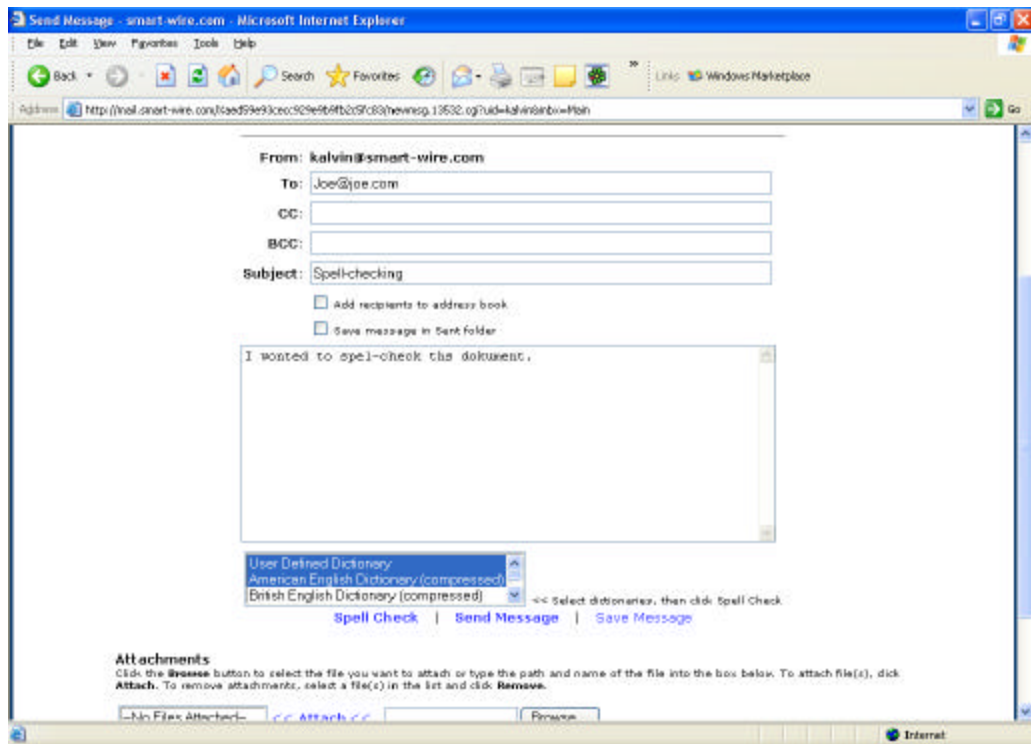 Send Message - smart-wire.com - Microsoft Internet Explorer
File Edit View Favorites Tools Help
Back Search Favorites » Links Windows Marketplace
Address Go
From: kalvin@smart-wire.com
To: Joe@joe.com
CC:
BCC:
Subject: Spell-checking
Add recipients to address book
Save message in Sent folder
I wonted to spel-check ths dokument.
User Defined Dictionary
American English Dictionary (compressed)
British English Dictionary (compressed)
<< Select dictionaries, then click Spell Check
Spell Check | Send Message | Save Message
Attachments
Click the Browse button to select the file you want to attach or type the path and name of the file into the box below. To attach file(s), click
Attach. To remove attachments, select a file(s) in the list and click Remove.
--No Files Attached-- << Attach << Browse...
Internet